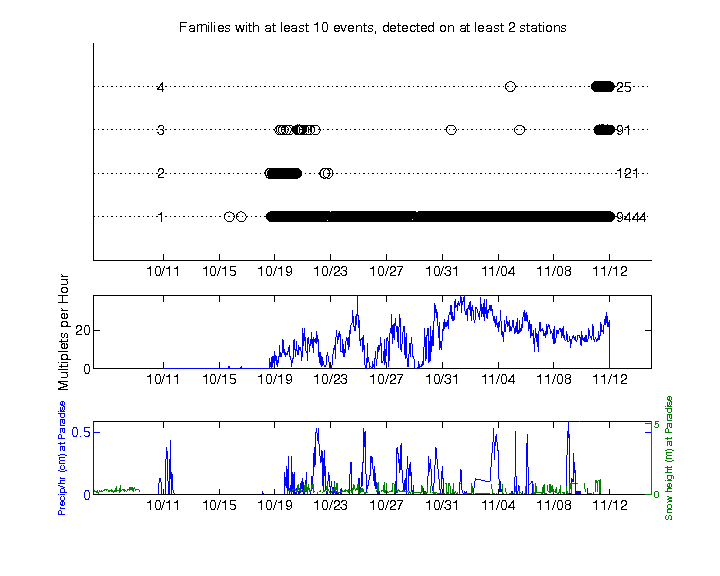 Families with at least 10 events, detected on at least 2 stations
4 25
3 91
2 121
1 9444
10/11 10/15 10/19 10/23 10/27 10/31 11/04 11/08 11/12
Multiplets per Hour
20
0
10/11 10/15 10/19 10/23 10/27 10/31 11/04 11/08 11/12
Precip/hr (cm) at Paradise
0.5
0
5
0
Snow height (m) at Paradise
10/11 10/15 10/19 10/23 10/27 10/31 11/04 11/08 11/12